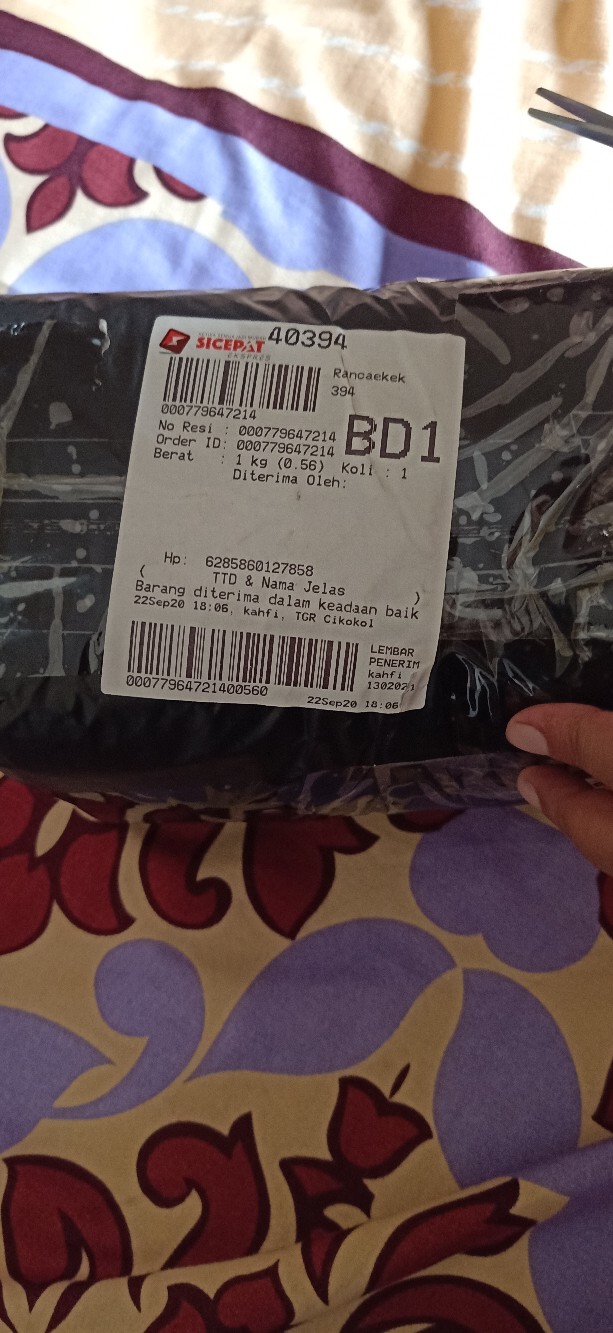 SICEPAT 40394
EKSPRES
Rancaekek
394
000779647214
No Resi : 000779647214
Order ID: 000779647214
BD1
Berat : 1 kg (0.56) Koli : 1
Diterima Oleh:
Hp: 6285860127858
( TTD & Nama Jelas )
Barang diterima dalam keadaan baik
22Sep20 18:06, kahfi, TGR Cikokol
LEMBAR
PENERIM
kahfi
00077964721400560
22Sep20 18:06